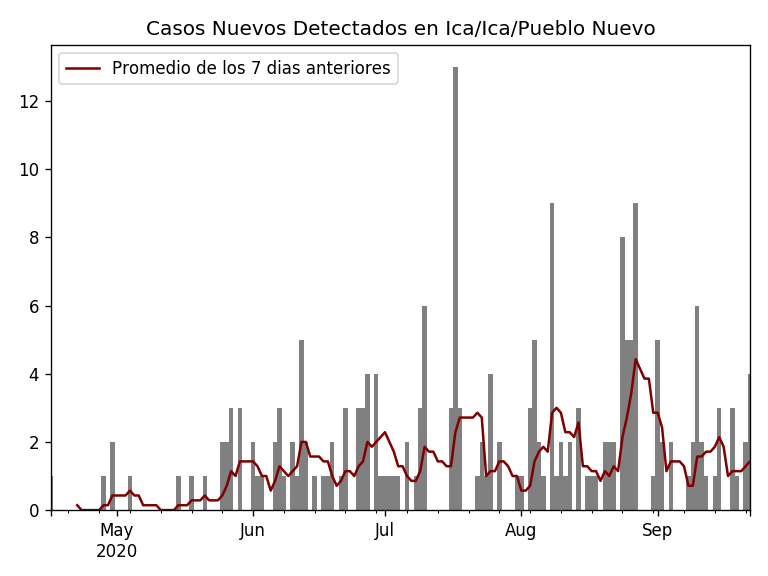 Casos Nuevos Detectados en Ica/Ica/Pueblo Nuevo
Promedio de los 7 dias anteriores
12
10
8
6
4
2
0
May Jun Jul Aug Sep
2020